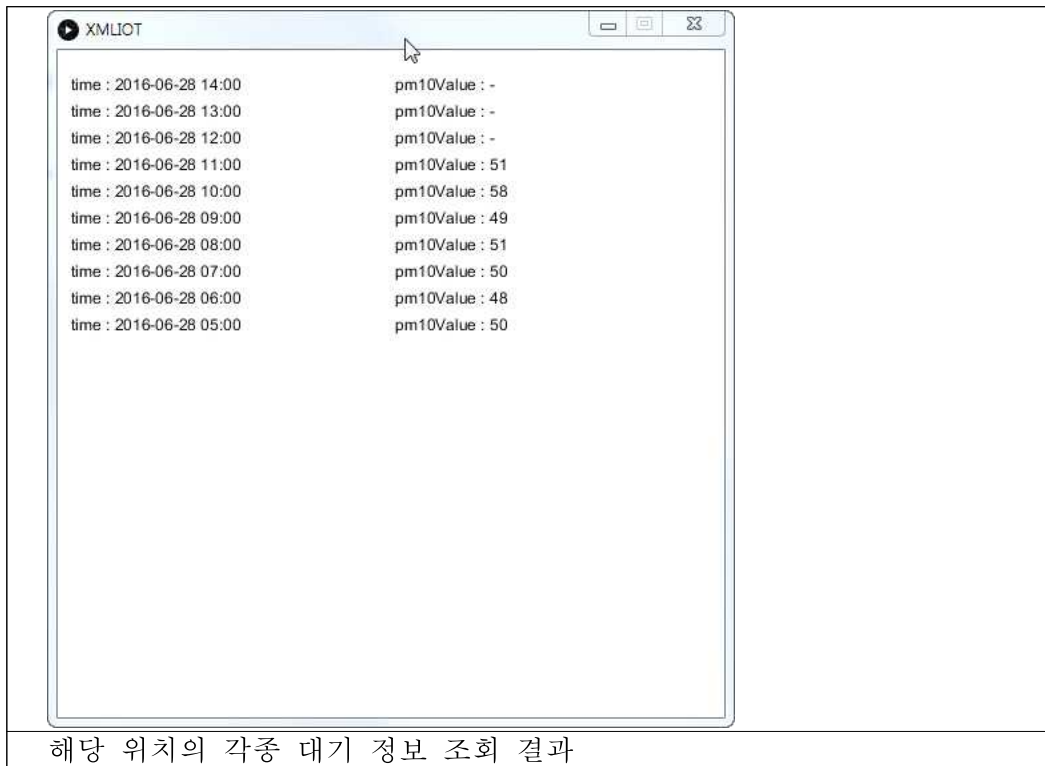 XMLIOT
time : 2016-06-28 14:00 pm10Value : -
time : 2016-06-28 13:00 pm10Value : -
time : 2016-06-28 12:00 pm10Value : -
time : 2016-06-28 11:00 pm10Value : 51
time : 2016-06-28 10:00 pm10Value : 58
time : 2016-06-28 09:00 pm10Value : 49
time : 2016-06-28 08:00 pm10Value : 51
time : 2016-06-28 07:00 pm10Value : 50
time : 2016-06-28 06:00 pm10Value : 48
time : 2016-06-28 05:00 pm10Value : 50
해당 위치의 각종 대기 정보 조회 결과